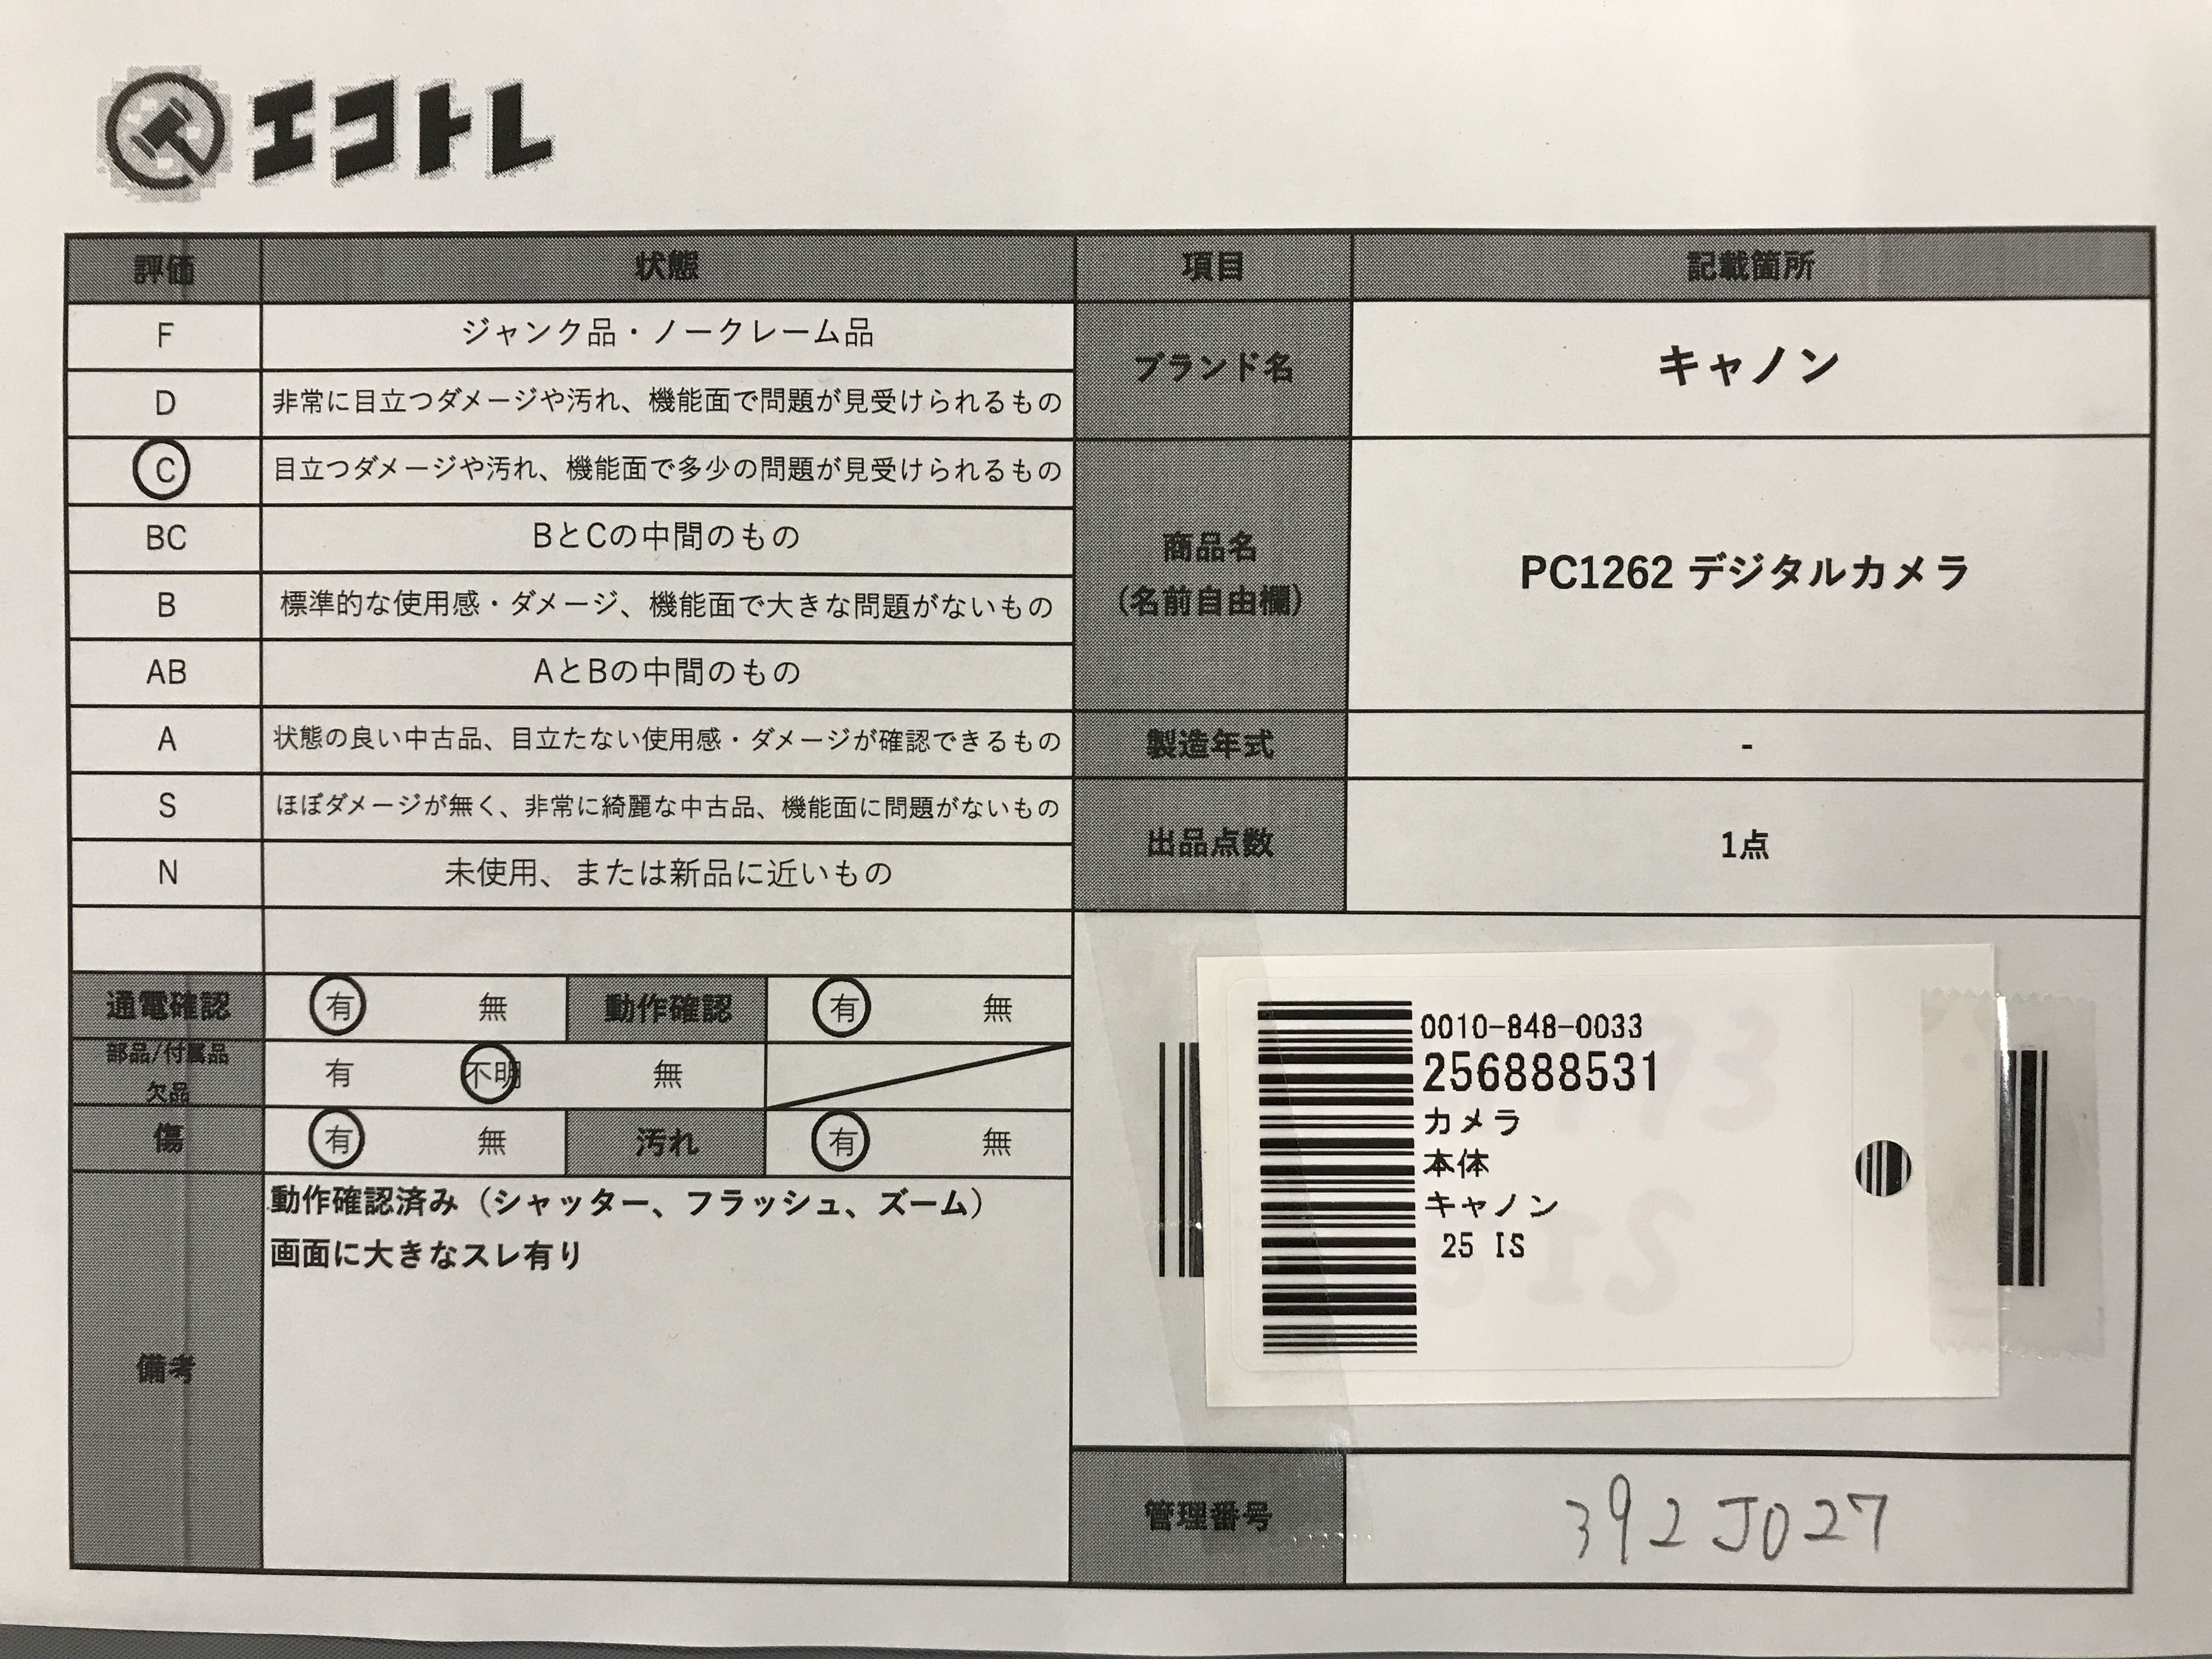 エコトレ
評価 状態 項目 記載箇所
F ジャンク品・ノークレーム品
D 非常に目立つダメージや汚れ、機能面で問題が見受けられるもの
C 目立つダメージや汚れ、機能面で多少の問題が見受けられるもの
BC BとCの中間のもの
B 標準的な使用感・ダメージ、機能面で大きな問題がないもの
AB AとBの中間のもの
A 状態の良い中古品、目立たない使用感・ダメージが確認できるもの
S ほぼダメージが無く、非常に綺麗な中古品、機能面に問題がないもの
N 未使用、または新品に近いもの
ブランド名 キャノン
商品名
(名前自由欄)
PC1262 デジタルカメラ
製造年式 -
出品点数 1点
通電確認 有 無 動作確認 有 無
部品/付属品
欠品
有 不明 無
傷 有 無 汚れ 有 無
備考
動作確認済み（シャッター、フラッシュ、ズーム）
画面に大きなスレ有り
0010-848-0033
256888531
カメラ
本体
キャノン
25 IS
管理番号 392J027